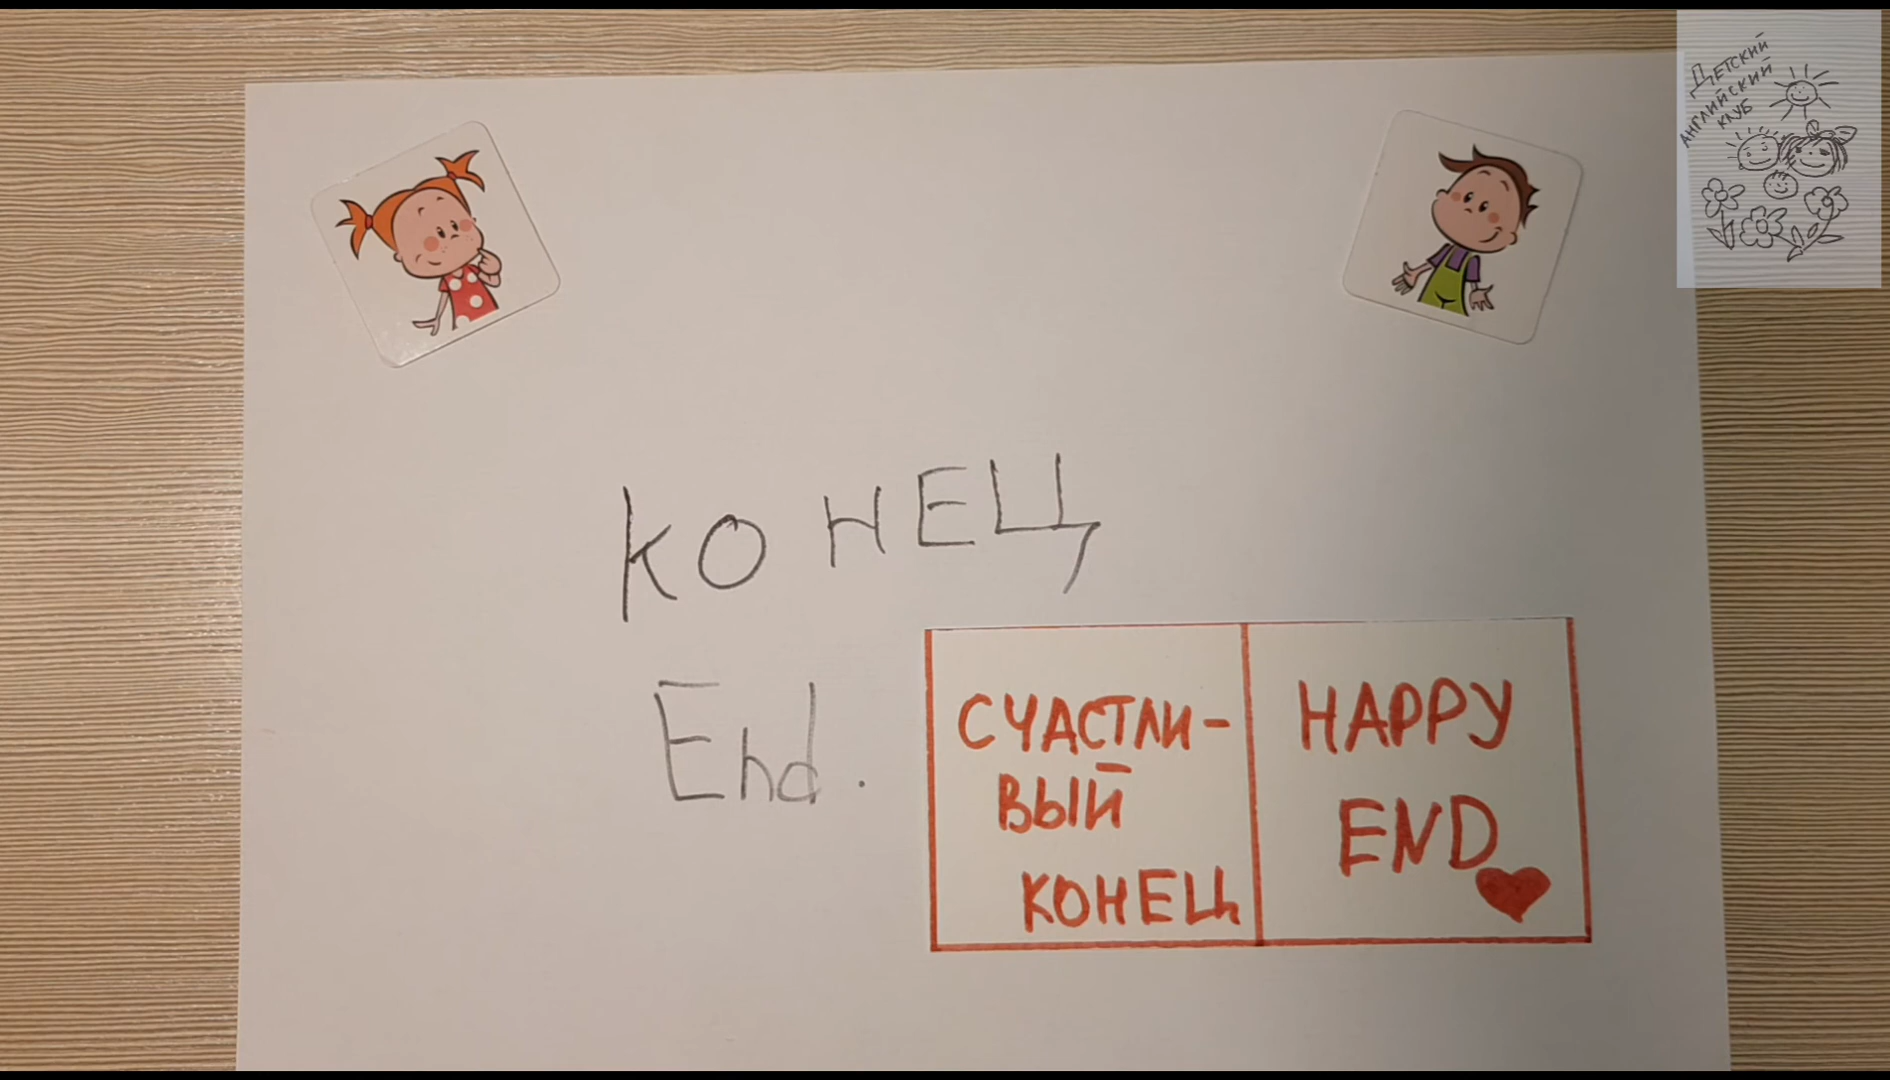 ДЕТСКИЙ
АНГЛИЙСКИЙ
КЛУБ
КОНЕЦ
End.
СЧАСТЛИ-
ВЫЙ
КОНЕЦ
HAPPY
END